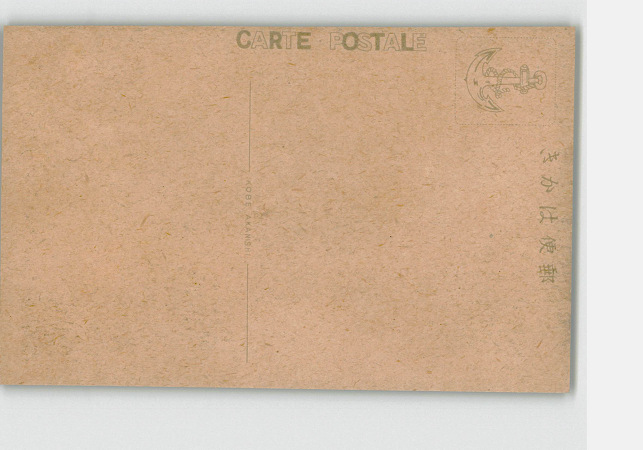 CARTE POSTALE
きかは便郵
KOBE AKANISHI